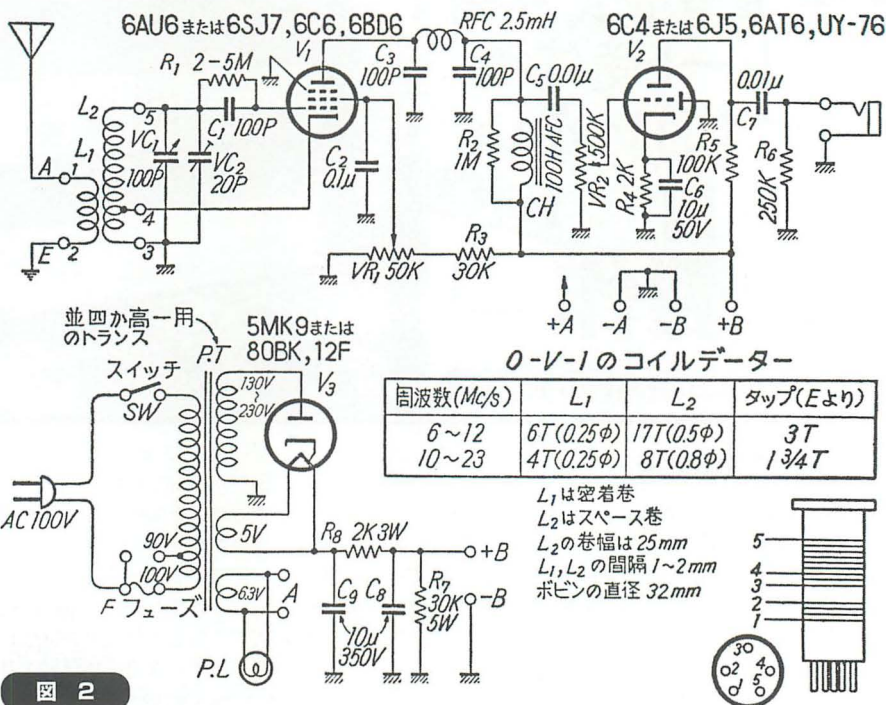 6AU6または6SJ7,6C6,6BD6
RFC 2.5mH
6C4または6J5,6AT6,UY-76
R1 2-5M
V1
C3
100P
C4
100P
C5 0.01μ
V2
0.01μ
C7
L2
5
C1
100P
L1
VC1
100P
VC2
20P
A
1
E
2
4
3
C2
0.1μ
R2
1M
100H AFC
CH
500K
VR2
R4 2K
C6
10μ
50V
R5
100K
R6
250K
VR1 50K
R3
30K
+A
-A
-B
+B
並四か高一用
のトランス
P.T
5MK9または
80BK,12F
V3
スイッチ
SW
130V
~
230V
AC100V
90V
100V
F フューズ
5V
6.3V
A
P.L
R8 2K3W
C9
C8
10μ
350V
R7
30K
5W
+B
-B
O-V-1のコイルデーター
周波数(Mc/s) L1 L2 タップ(Eより)
6~12 6T(0.25φ) 17T(0.5φ) 3T
10~23 4T(0.25φ) 8T(0.8φ) 1 3/4T
L1は密着巻
L2はスペース巻
L2の巻幅は25mm
L1,L2の間隔1~2mm
ボビンの直径32mm
5
4
3
2
1
3
2
4
1
5
図 2